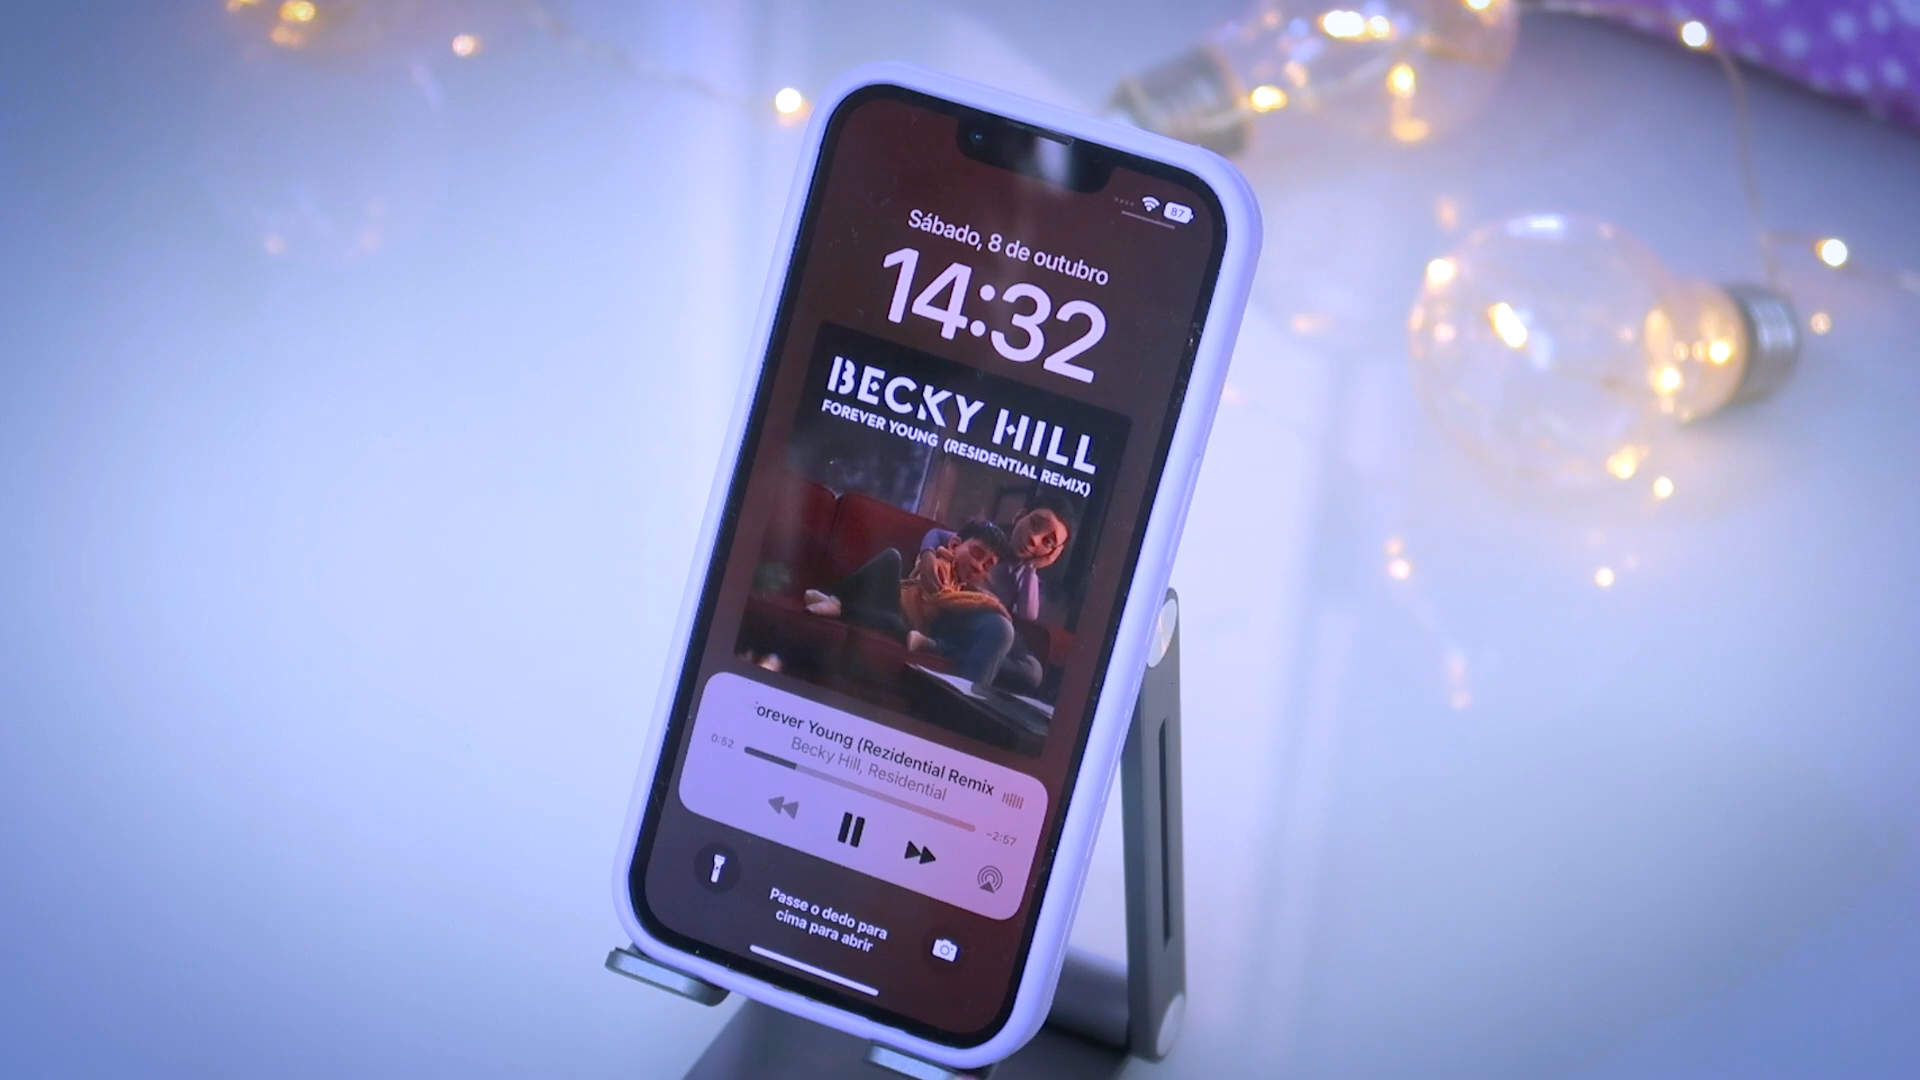 87
Sábado, 8 de outubro
14:32
BECKY HILL
FOREVER YOUNG (RESIDENTIAL REMIX)
orever Young (Rezidential Remix
Becky Hill, Residential
0:52
-2:57
Passe o dedo para
cima para abrir